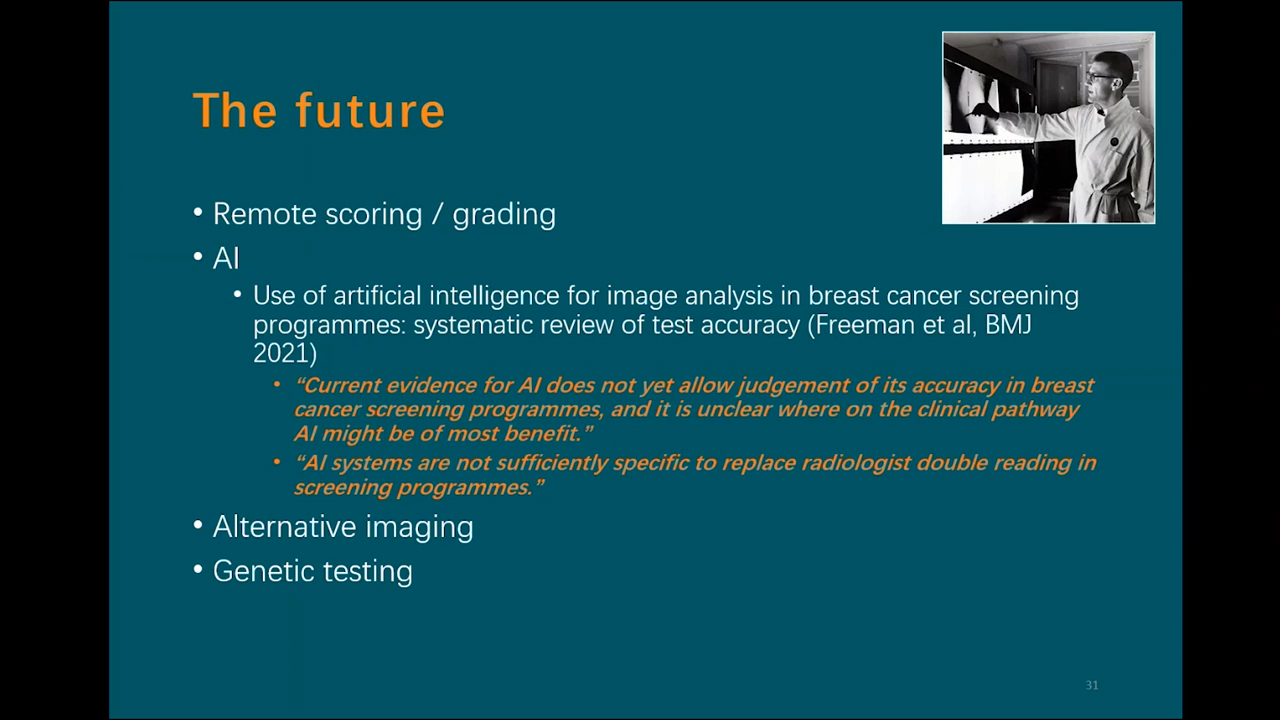 The future
• Remote scoring / grading
• AI
• Use of artificial intelligence for image analysis in breast cancer screening
programmes: systematic review of test accuracy (Freeman et al, BMJ
2021)
• “Current evidence for AI does not yet allow judgement of its accuracy in breast
cancer screening programmes, and it is unclear where on the clinical pathway
AI might be of most benefit.”
• “AI systems are not sufficiently specific to replace radiologist double reading in
screening programmes.”
• Alternative imaging
• Genetic testing
31